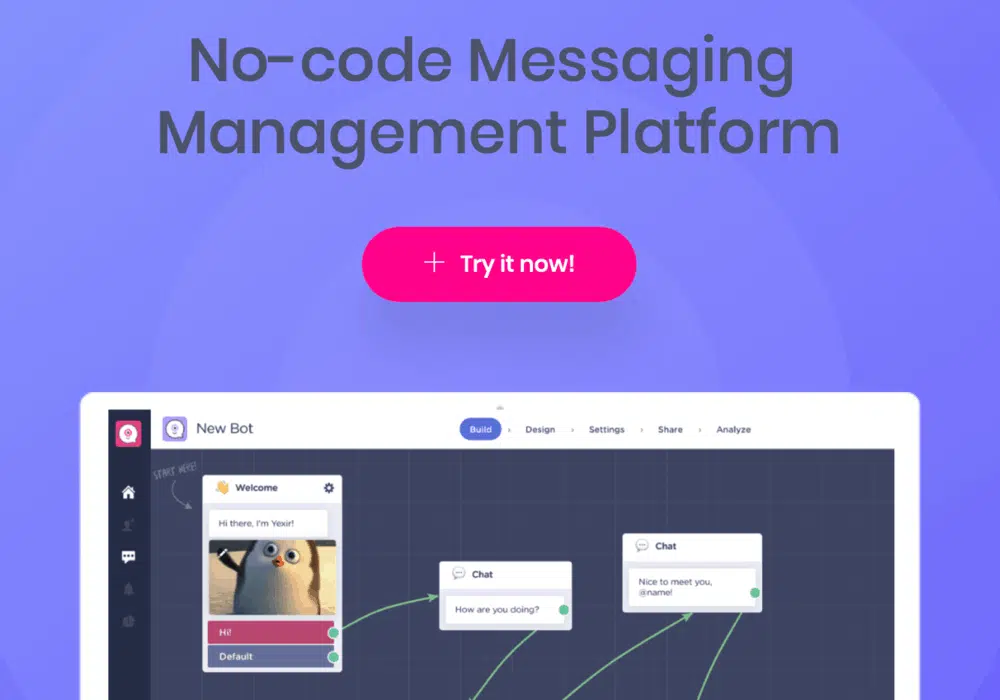 No-code Messaging
Management Platform
+ Try it now!
New Bot
Build
Design
Settings
Share
Analyze
STARTS HERE!
Welcome
Hi there, I'm Yexir!
Hi!
Default
Chat
How are you doing?
Chat
Nice to meet you,
@name!